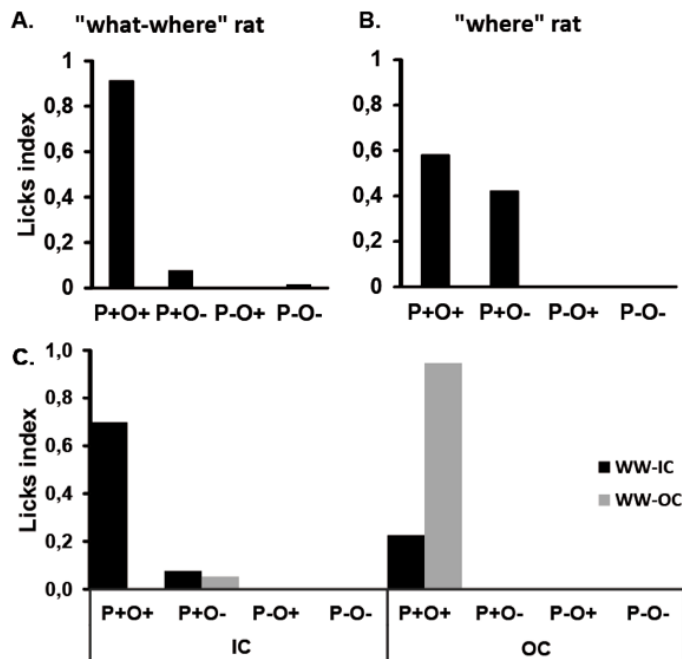 A. "what-where" rat
B. "where" rat
Licks index
1
0,8
0,6
0,4
0,2
0
P+O+ P+O- P-O+ P-O-
1
0,8
0,6
0,4
0,2
0
P+O+ P+O- P-O+ P-O-
C.
Licks index
1,0
0,8
0,6
0,4
0,2
0,0
WW-IC
WW-OC
P+O+ P+O- P-O+ P-O- P+O+ P+O- P-O+ P-O-
IC OC